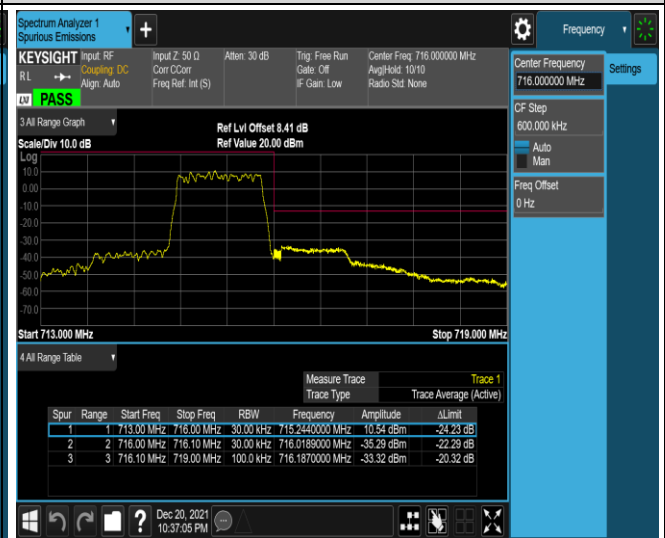 Spectrum Analyzer 1
Spurious Emissions
+
Frequency
KEYSIGHT Input: RF Input Z: 50 Ω Atten: 30 dB Trig: Free Run Center Freq: 716.000000 MHz
RL Coupling: DC Corr CCorr Gate: Off Avg|Hold: 10/10
Align: Auto Freq Ref: Int (S) IF Gain: Low Radio Std: None
LXI PASS
Center Frequency
716.000000 MHz
Settings
CF Step
600.000 kHz
Auto
Man
Freq Offset
0 Hz
3 All Range Graph
Ref Lvl Offset 8.41 dB
Scale/Div 10.0 dB Ref Value 20.00 dBm
Log
10.0
0.00
-10.0
-20.0
-30.0
-40.0
-50.0
-60.0
-70.0
Start 713.000 MHz Stop 719.000 MHz
4 All Range Table
Measure Trace Trace 1
Trace Type Trace Average (Active)
Spur Range Start Freq Stop Freq RBW Frequency Amplitude ΔLimit
1 1 713.00 MHz 716.00 MHz 30.00 kHz 715.2440000 MHz 10.54 dBm -24.23 dB
2 2 716.00 MHz 716.10 MHz 30.00 kHz 716.0189000 MHz -35.29 dBm -22.29 dB
3 3 716.10 MHz 719.00 MHz 100.0 kHz 716.1870000 MHz -33.32 dBm -20.32 dB
? Dec 20, 2021
10:37:05 PM